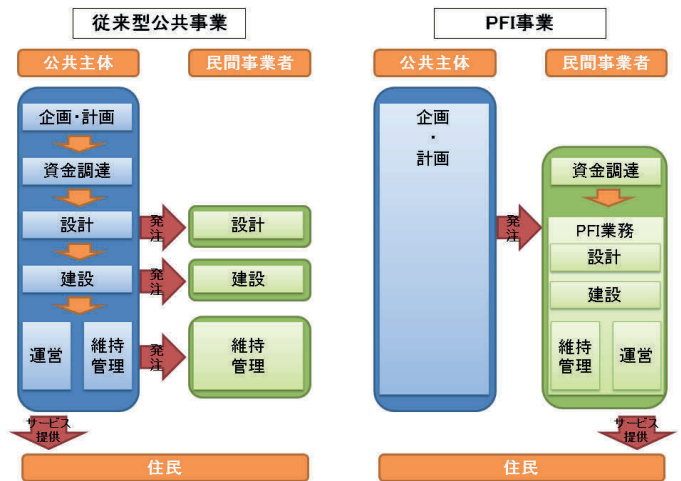 従来型公共事業
公共主体
民間事業者
企画・計画
資金調達
設計
発注
設計
建設
発注
建設
運営
維持
管理
発注
維持
管理
サービス
提供
住民
PFI事業
公共主体
民間事業者
企画
・
計画
発注
資金調達
PFI業務
設計
建設
維持
管理
運営
サービス
提供
住民